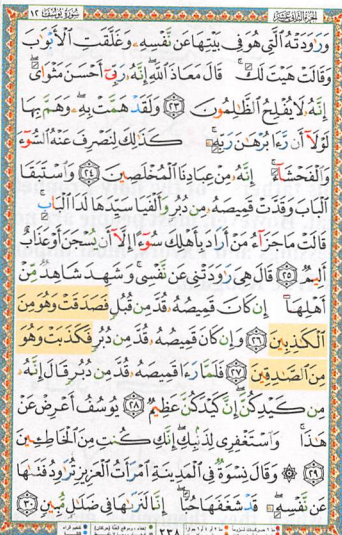 الجزء الثاني عشر
سورة يوسف ١٢
وَرَٰوَدَتْهُ ٱلَّتِى هُوَ فِى بَيْتِهَا عَن نَّفْسِهِۦ وَغَلَّقَتِ ٱلْأَبْوَٰبَ
وَقَالَتْ هَيْتَ لَكَ ۚ قَالَ مَعَاذَ ٱللَّهِ ۖ إِنَّهُۥ رَبِّىٓ أَحْسَنَ مَثْوَاىَ ۖ
إِنَّهُۥ لَا يُفْلِحُ ٱلظَّٰلِمُونَ ٢٣ وَلَقَدْ هَمَّتْ بِهِۦ ۖ وَهَمَّ بِهَا
لَوْلَآ أَن رَّءَا بُرْهَٰنَ رَبِّهِۦ ۚ كَذَٰلِكَ لِنَصْرِفَ عَنْهُ ٱلسُّوٓءَ
وَٱلْفَحْشَآءَ ۚ إِنَّهُۥ مِنْ عِبَادِنَا ٱلْمُخْلَصِينَ ٢٤ وَٱسْتَبَقَا
ٱلْبَابَ وَقَدَّتْ قَمِيصَهُۥ مِن دُبُرٍ وَأَلْفَيَا سَيِّدَهَا لَدَا ٱلْبَابِ ۚ
قَالَتْ مَا جَزَآءُ مَنْ أَرَادَ بِأَهْلِكَ سُوٓءًا إِلَّآ أَن يُسْجَنَ أَوْ عَذَابٌ
أَلِيمٌ ٢٥ قَالَ هِىَ رَٰوَدَتْنِى عَن نَّفْسِى ۚ وَشَهِدَ شَاهِدٌ مِّنْ
أَهْلِهَآ إِن كَانَ قَمِيصُهُۥ قُدَّ مِن قُبُلٍ فَصَدَقَتْ وَهُوَ مِنَ
ٱلْكَٰذِبِينَ ٢٦ وَإِن كَانَ قَمِيصُهُۥ قُدَّ مِن دُبُرٍ فَكَذَبَتْ وَهُوَ
مِنَ ٱلصَّٰدِقِينَ ٢٧ فَلَمَّا رَءَا قَمِيصَهُۥ قُدَّ مِن دُبُرٍ قَالَ إِنَّهُۥ
مِن كَيْدِكُنَّ ۖ إِنَّ كَيْدَكُنَّ عَظِيمٌ ٢٨ يُوسُفُ أَعْرِضْ عَنْ
هَٰذَا ۚ وَٱسْتَغْفِرِى لِذَنۢبِكِ ۖ إِنَّكِ كُنتِ مِنَ ٱلْخَاطِـِٔينَ
٢٩ ۞ وَقَالَ نِسْوَةٌ فِى ٱلْمَدِينَةِ ٱمْرَأَتُ ٱلْعَزِيزِ تُرَٰوِدُ فَتَىٰهَا
عَن نَّفْسِهِۦ ۖ قَدْ شَغَفَهَا حُبًّا ۖ إِنَّا لَنَرَىٰهَا فِى ضَلَٰلٍ مُّبِينٍ ٣٠
٢٣٨